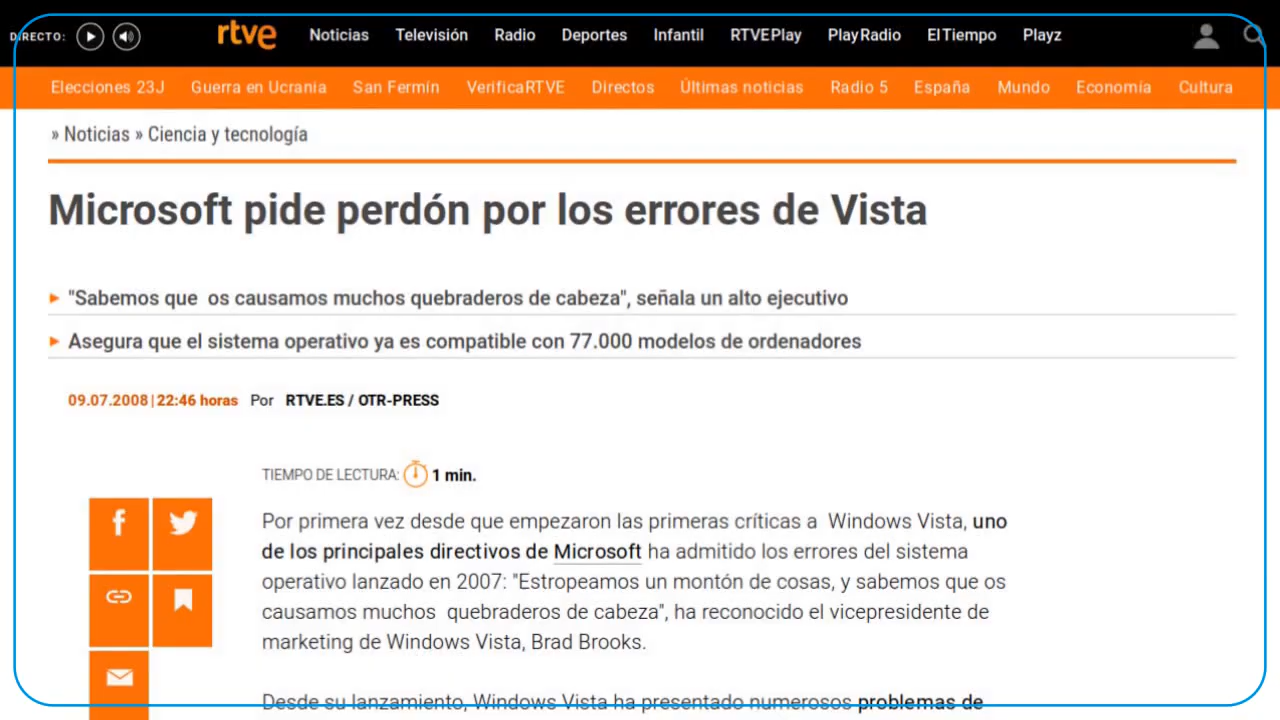 DIRECTO:
rtve Noticias Televisión Radio Deportes Infantil RTVEPlay PlayRadio ElTiempo Playz
Elecciones 23J Guerra en Ucrania San Fermín VerificaRTVE Directos Últimas noticias Radio 5 España Mundo Economía Cultura
» Noticias » Ciencia y tecnología
Microsoft pide perdón por los errores de Vista
"Sabemos que os causamos muchos quebraderos de cabeza", señala un alto ejecutivo
Asegura que el sistema operativo ya es compatible con 77.000 modelos de ordenadores
09.07.2008 | 22:46 horas Por RTVE.ES / OTR-PRESS
TIEMPO DE LECTURA: 1 min.
Por primera vez desde que empezaron las primeras críticas a Windows Vista, uno
de los principales directivos de Microsoft ha admitido los errores del sistema
operativo lanzado en 2007: "Estropeamos un montón de cosas, y sabemos que os
causamos muchos quebraderos de cabeza", ha reconocido el vicepresidente de
marketing de Windows Vista, Brad Brooks.
Desde su lanzamiento, Windows Vista ha presentado numerosos problemas de